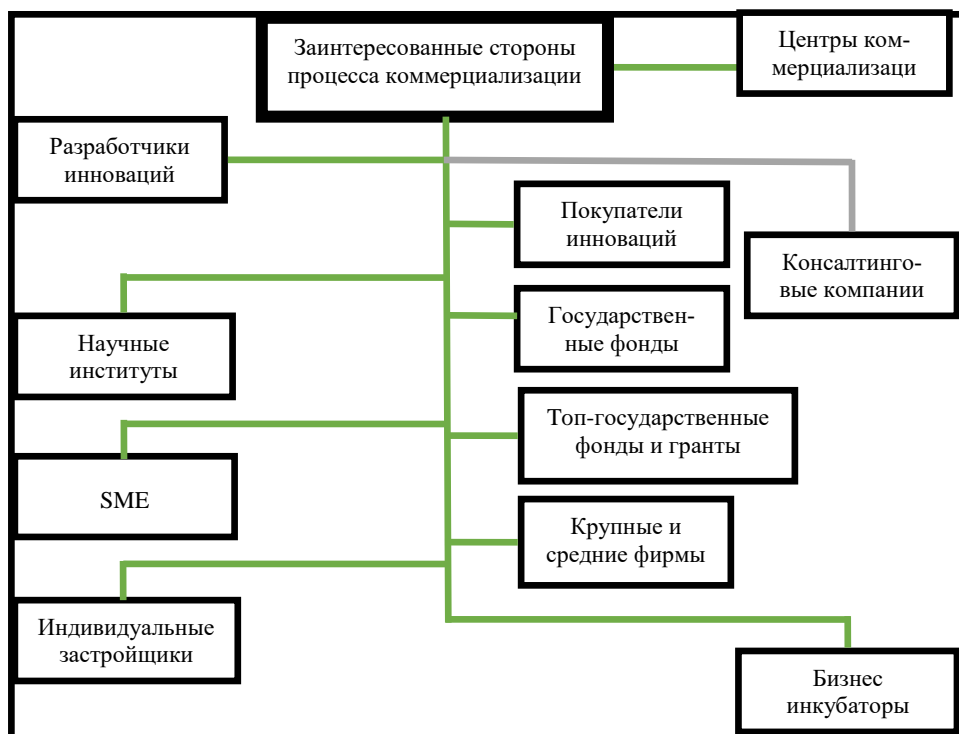 Заинтересованные стороны
процесса коммерциализации
Центры ком-
мерциализаци
Разработчики
инноваций
Покупатели
инноваций
Консалтинго-
вые компании
Научные
институты
Государствен-
ные фонды
Топ-государственные
фонды и гранты
SME
Крупные и
средние фирмы
Индивидуальные
застройщики
Бизнес
инкубаторы